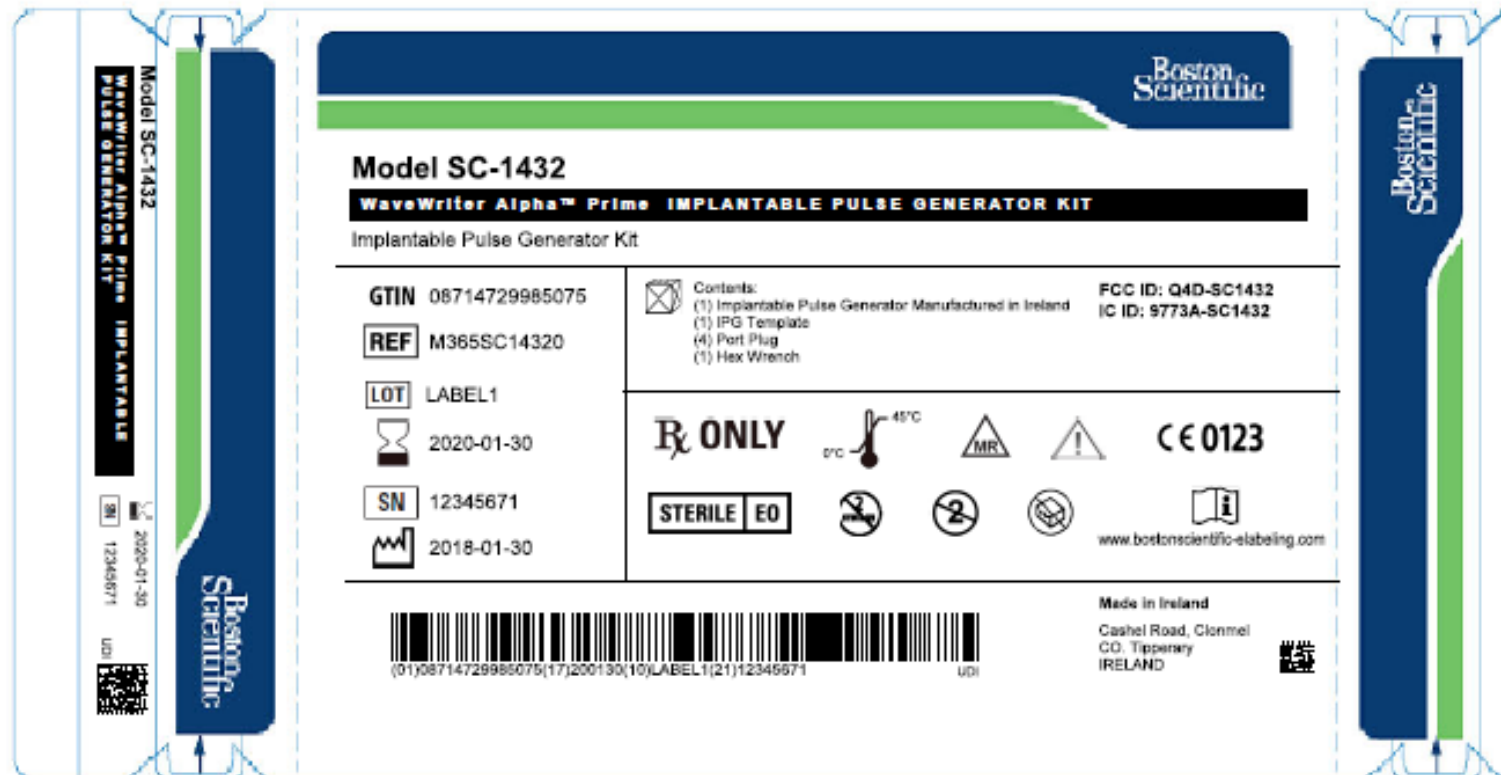 Model SC-1432
WaveWriter Alpha™ Prime IMPLANTABLE
PULSE GENERATOR KIT
2020-01-30
SN 12345671
UDI
Boston
Scientific
Boston
Scientific
Model SC-1432
WaveWriter Alpha™ Prime IMPLANTABLE PULSE GENERATOR KIT
Implantable Pulse Generator Kit
GTIN 08714729985075
REF M365SC14320
LOT LABEL1
2020-01-30
SN 12345671
2018-01-30
Contents:
(1) Implantable Pulse Generator Manufactured in Ireland
(1) IPG Template
(4) Port Plug
(1) Hex Wrench
FCC ID: Q4D-SC1432
IC ID: 9773A-SC1432
Rx ONLY
0°C
45°C
MR
CE 0123
STERILE EO
2
2
i
www.bostonscientific-elabeling.com
(01)08714729985075(17)200130(10)LABEL1(21)12345671
UDI
Made in Ireland
Cashel Road, Clonmel
CO. Tipperary
IRELAND
Boston
Scientific